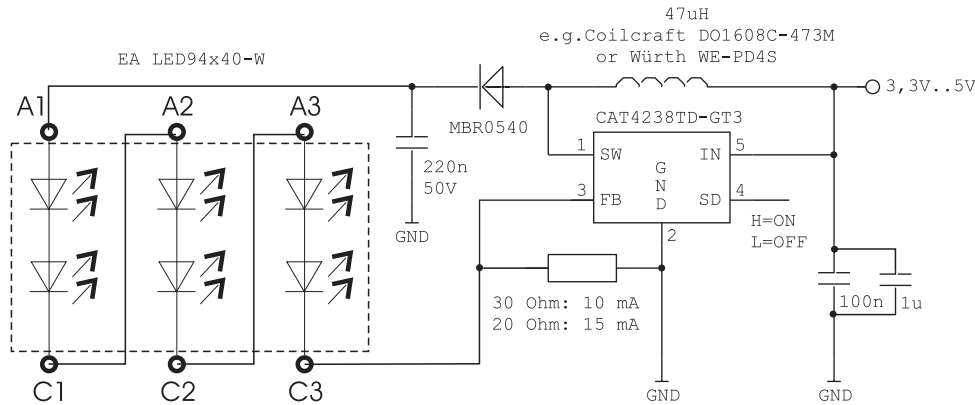 47uH
e.g.Coilcraft DO1608C-473M
or Würth WE-PD4S
EA LED94x40-W
A1 A2 A3
MBR0540
3,3V..5V
CAT4238TD-GT3
1 SW
IN 5
GND
3 FB
SD 4
2
220n
50V
GND
H=ON
L=OFF
30 Ohm: 10 mA
20 Ohm: 15 mA
100n
1u
C1 C2 C3
GND
GND